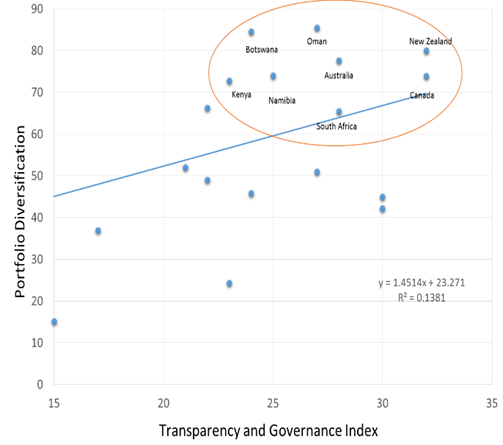 90
80
70
60
50
40
30
20
10
0
15 20 25 30 35
Portfolio Diversification
Transparency and Governance Index
Botswana
Oman
New Zealand
Australia
Kenya
Namibia
Canada
South Africa
y = 1.4514x + 23.271
R² = 0.1381